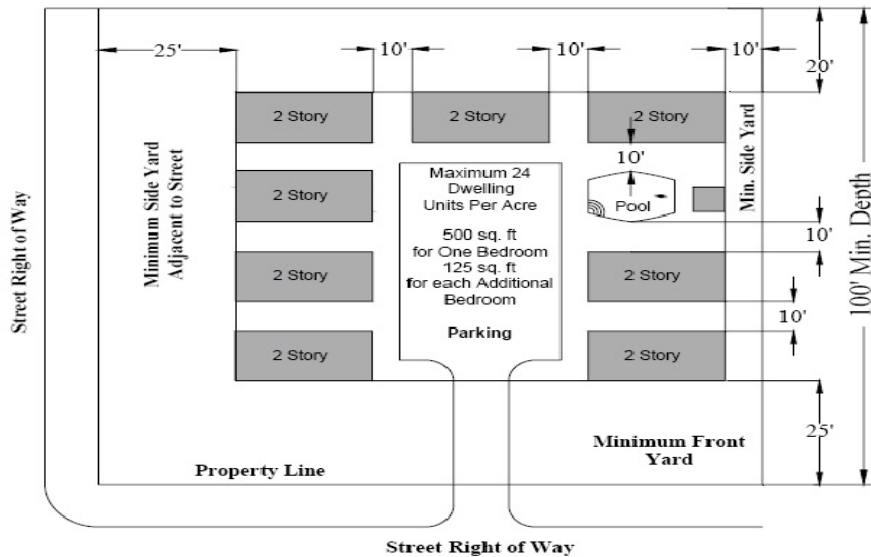 25'
10'
10'
10'
20'
2 Story
2 Story
2 Story
10'
Minimum Side Yard
Adjacent to Street
Min. Side Yard
Street Right of Way
100' Min. Depth
Maximum 24
Dwelling
Units Per Acre
500 sq. ft
for One Bedroom
125 sq. ft
for each Additional
Bedroom
Parking
2 Story
Pool
10'
2 Story
2 Story
10'
2 Story
2 Story
25'
Minimum Front
Yard
Property Line
Street Right of Way